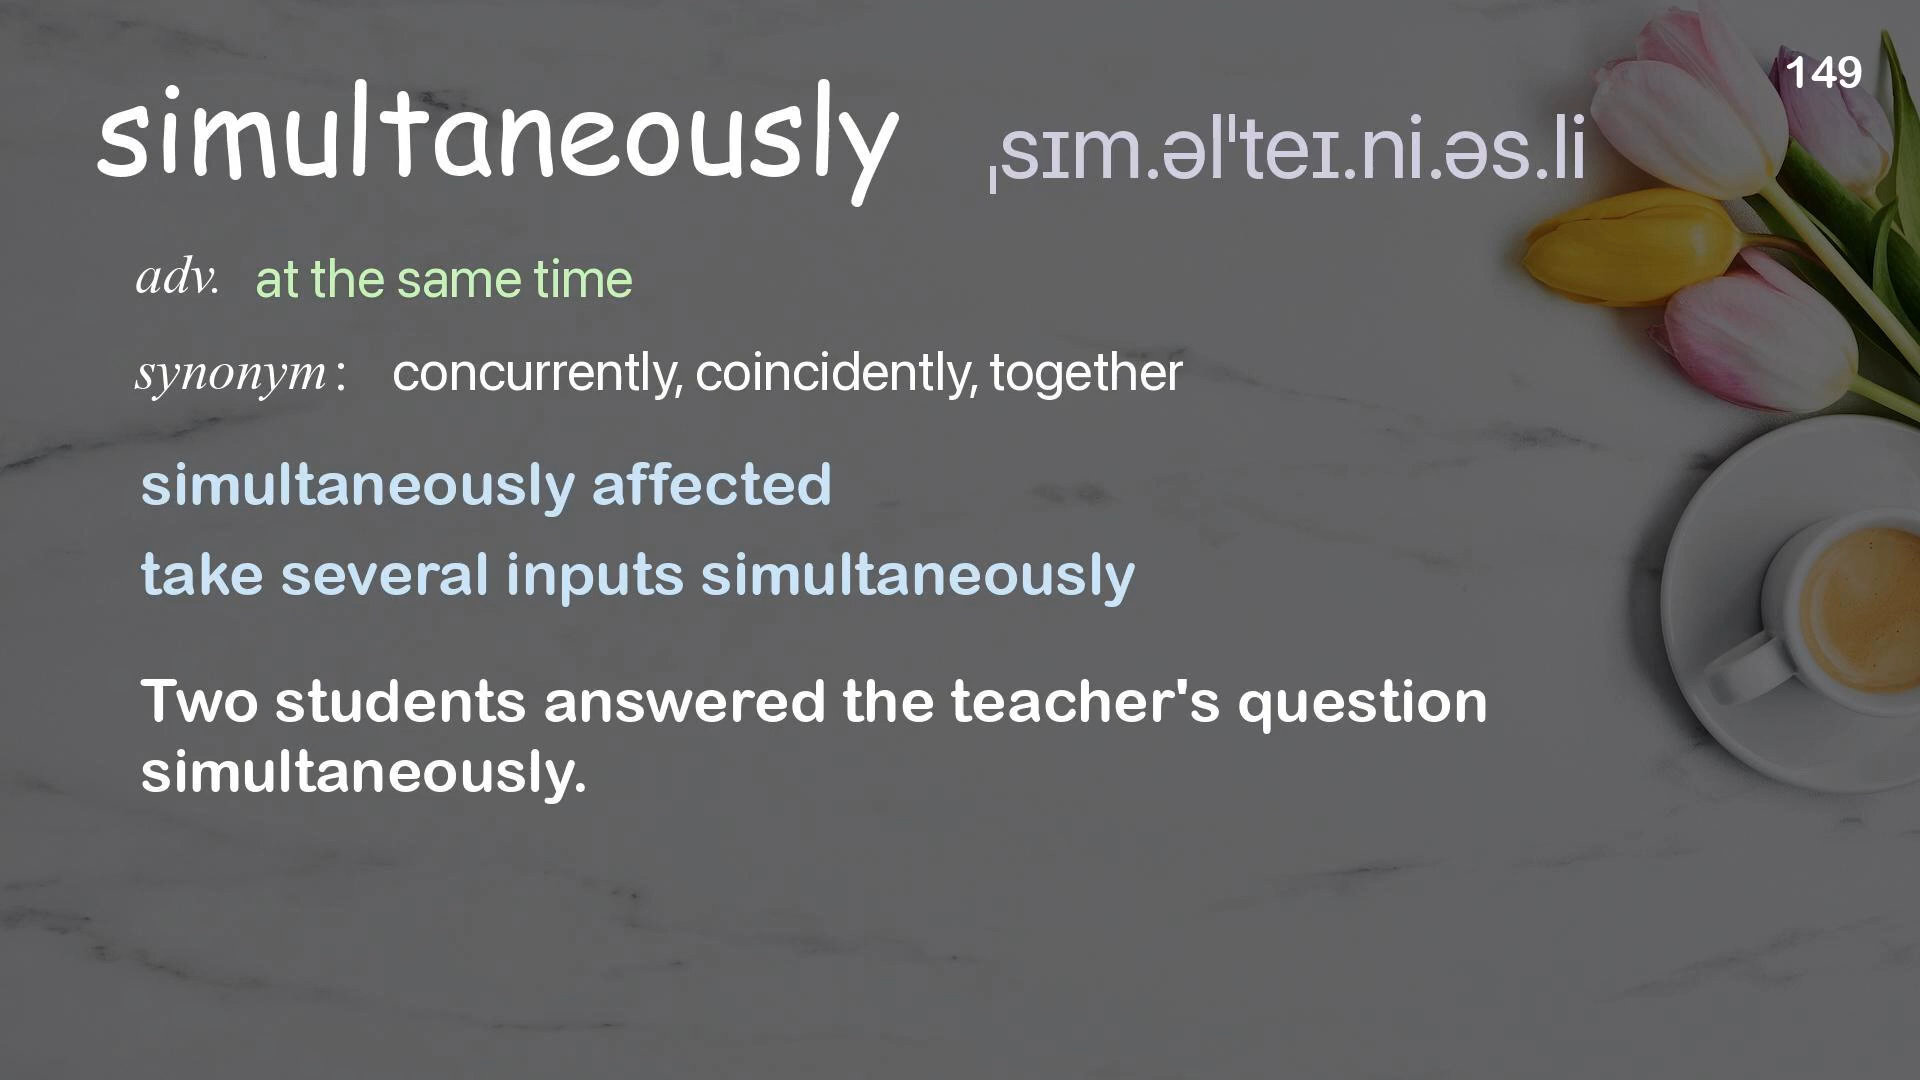 149
simultaneously ˌsɪm.əlˈteɪ.ni.əs.li
adv. at the same time
synonym : concurrently, coincidently, together
simultaneously affected
take several inputs simultaneously
Two students answered the teacher's question
simultaneously.